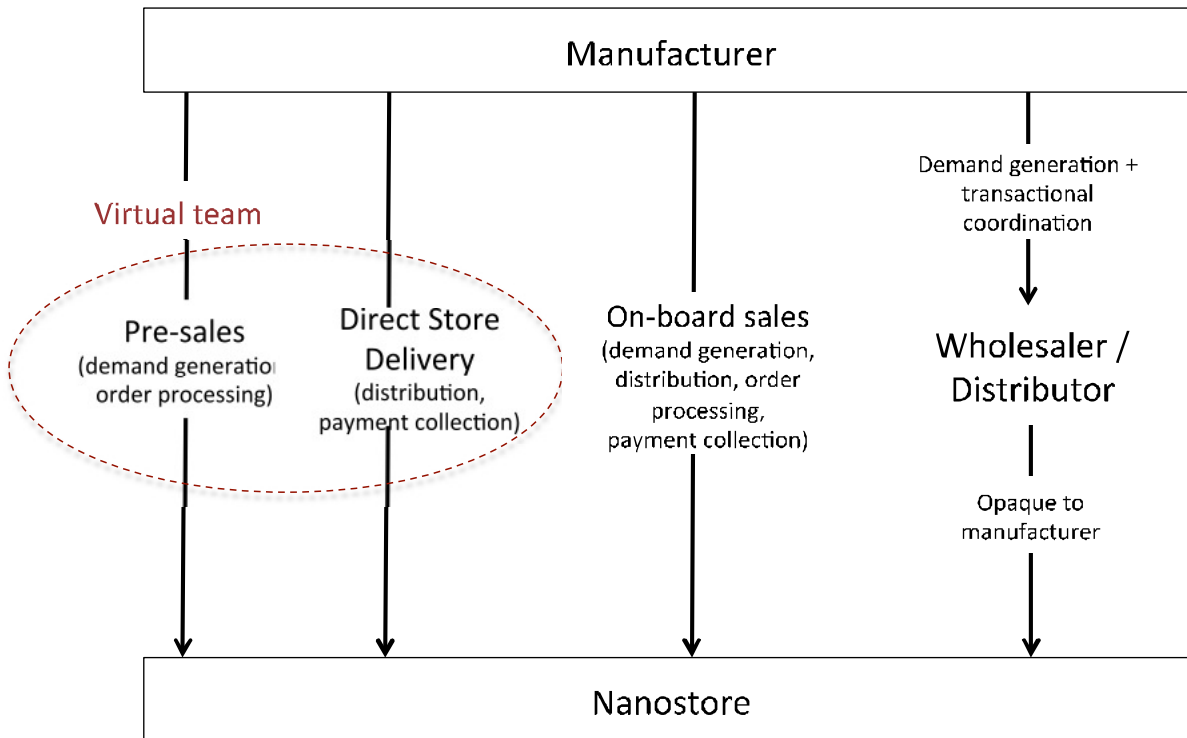 Manufacturer
Virtual team
Pre-sales
(demand generatio
order processing)
Direct Store
Delivery
(distribution,
payment collection)
On-board sales
(demand generation,
distribution, order
processing,
payment collection)
Demand generation +
transactional
coordination
Wholesaler /
Distributor
Opaque to
manufacturer
Nanostore